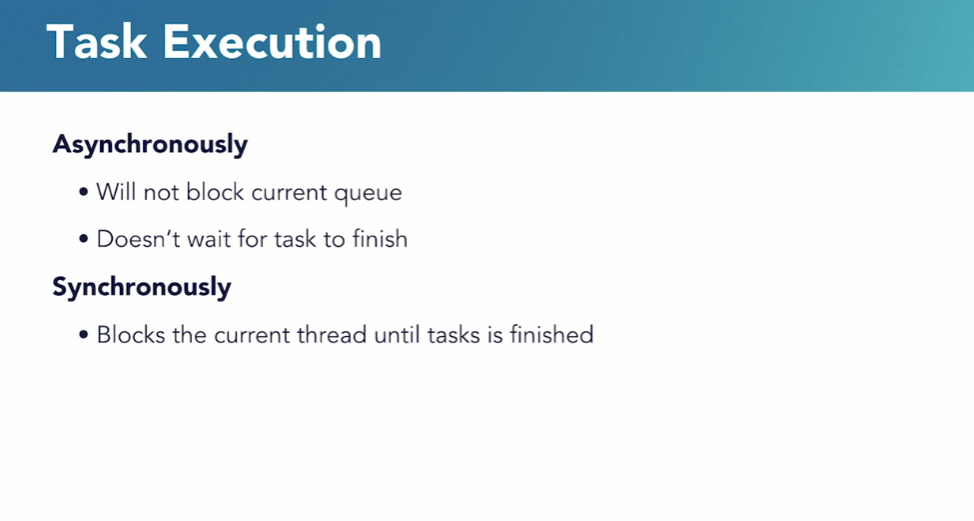 Task Execution
Asynchronously
• Will not block current queue
• Doesn’t wait for task to finish
Synchronously
• Blocks the current thread until tasks is finished